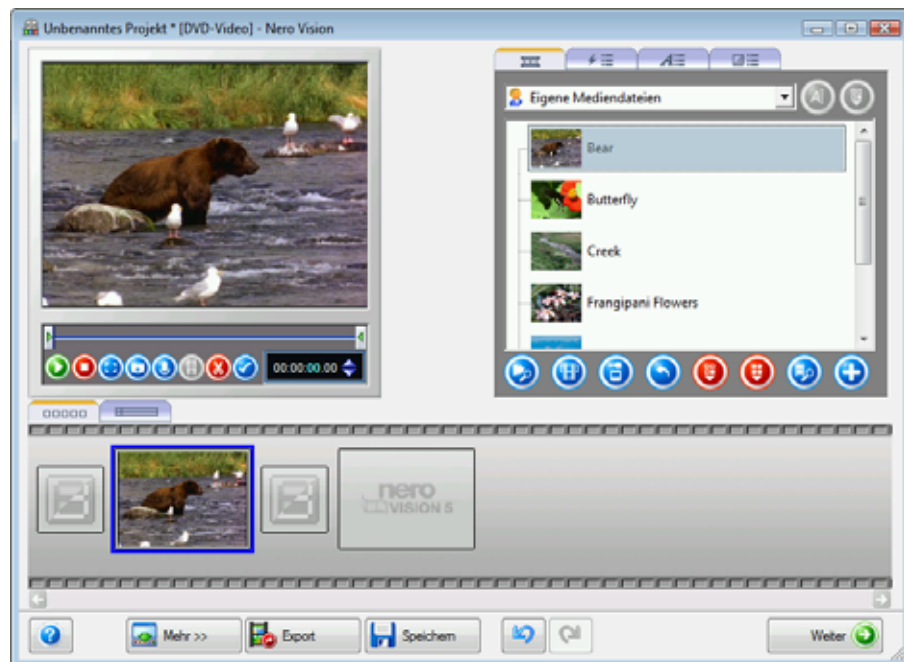 Unbenanntes Projekt * [DVD-Video] - Nero Vision
Eigene Mediendateien
Bear
Butterfly
Creek
Frangipani Flowers
00:00:00.00
nero
VISION 5
Mehr >>
Export
Speichern
Weiter